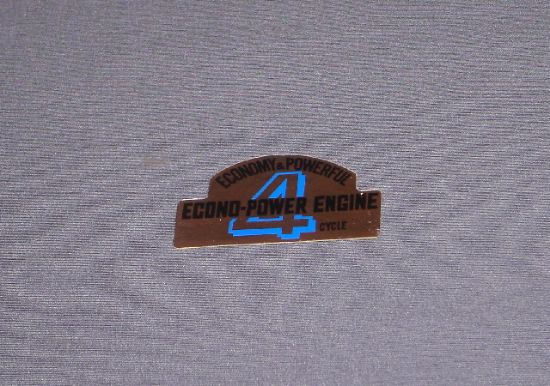 ECONOMY & POWERFUL
ECONO-POWER ENGINE
4
CYCLE